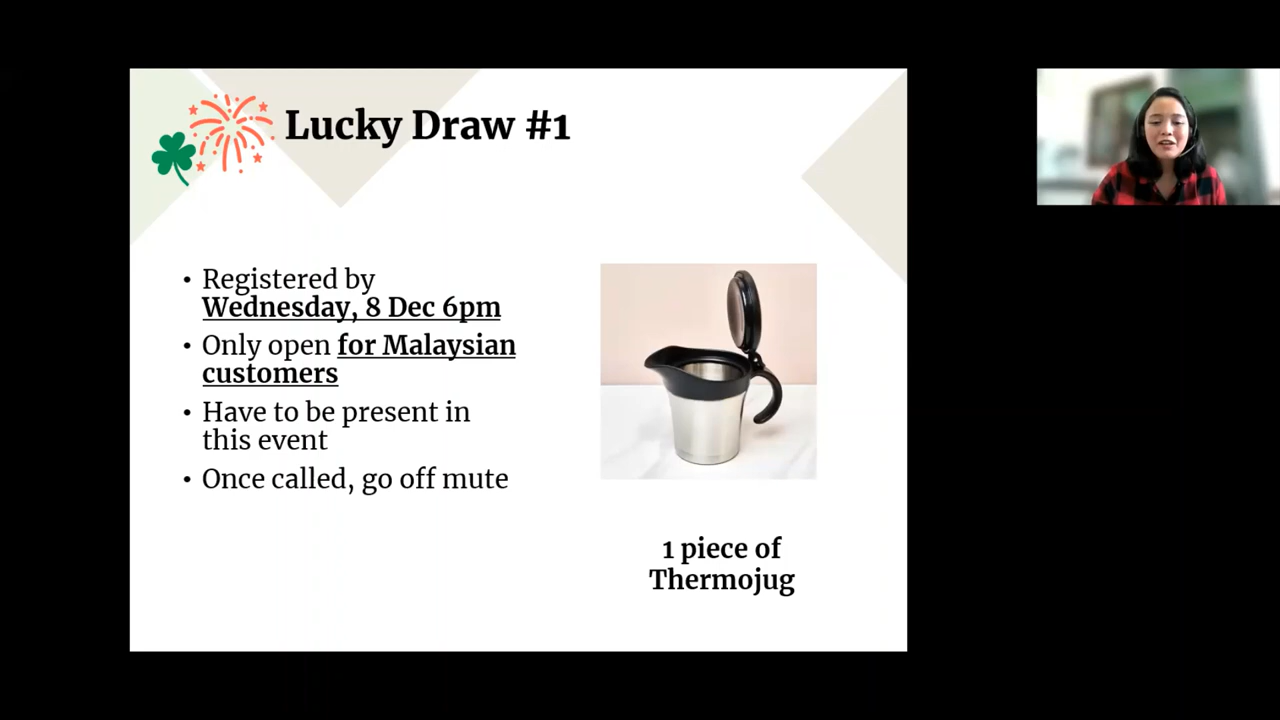 Lucky Draw #1
• Registered by
Wednesday, 8 Dec 6pm
• Only open for Malaysian
customers
• Have to be present in
this event
• Once called, go off mute
1 piece of
Thermojug